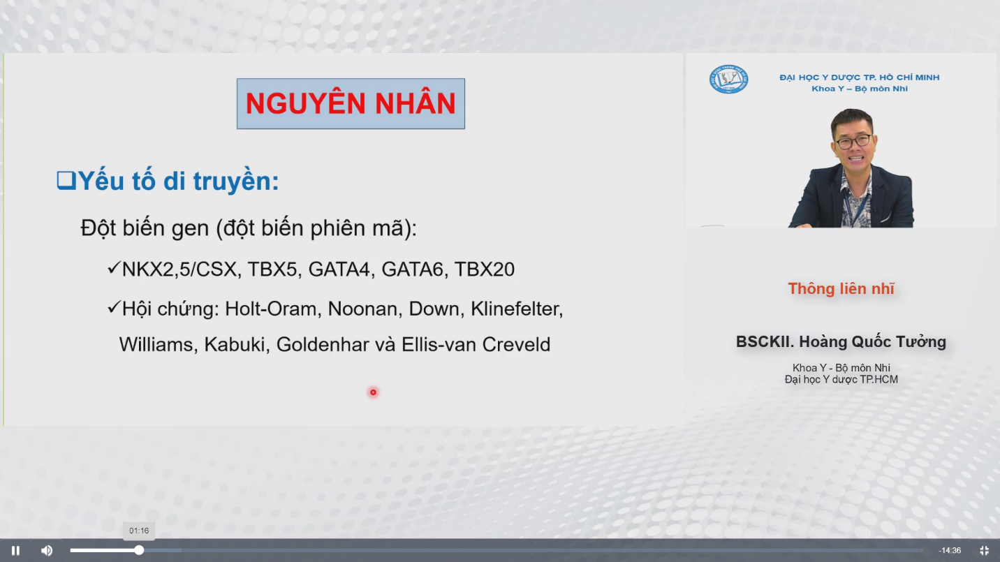 NGUYÊN NHÂN
❑Yếu tố di truyền:
Đột biến gen (đột biến phiên mã):
✓NKX2,5/CSX, TBX5, GATA4, GATA6, TBX20
✓Hội chứng: Holt-Oram, Noonan, Down, Klinefelter,
Williams, Kabuki, Goldenhar và Ellis-van Creveld
ĐẠI HỌC Y DƯỢC TP. HỒ CHÍ MINH
Khoa Y – Bộ môn Nhi
Thông liên nhĩ
BSCKII. Hoàng Quốc Tưởng
Khoa Y - Bộ môn Nhi
Đại học Y dược TP.HCM
01:16
-14:36